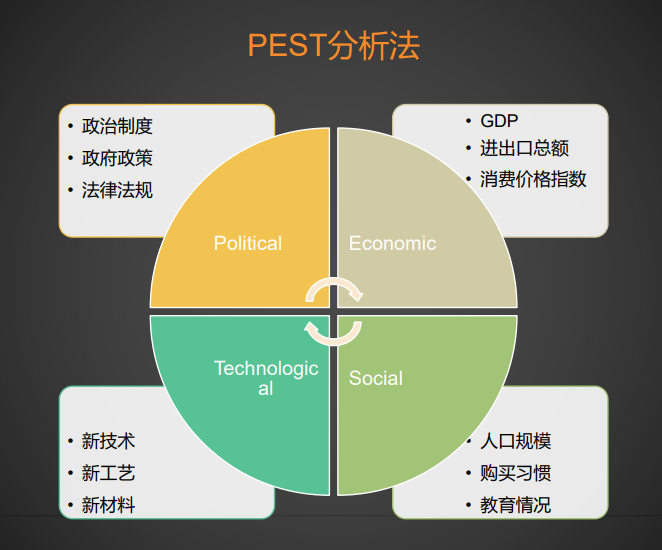 PEST分析法
• 政治制度
• 政府政策
• 法律法规
• GDP
• 进出口总额
• 消费价格指数
Political
Economic
Technologic
al
Social
• 新技术
• 新工艺
• 新材料
• 人口规模
• 购买习惯
• 教育情况